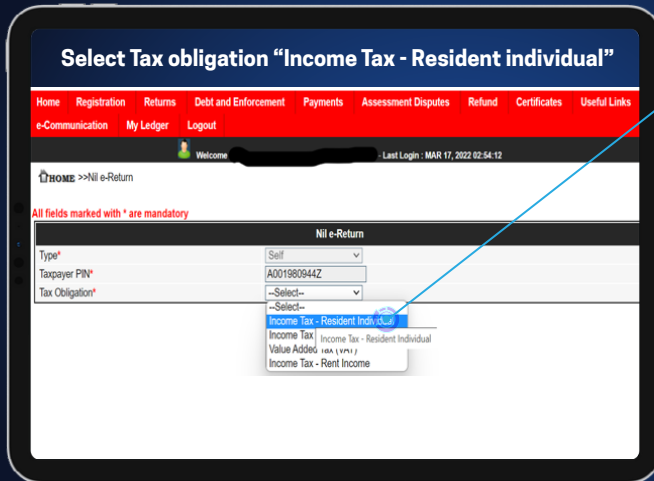 Select Tax obligation “Income Tax - Resident individual”
Home Registration Returns Debt and Enforcement Payments Assessment Disputes Refund Certificates Useful Links
e-Communication My Ledger Logout
Welcome - Last Login : MAR 17, 2022 02:54:12
HOME >>Nil e-Return
All fields marked with * are mandatory
Nil e-Return
Type* Self
Taxpayer PIN* A001980944Z
Tax Obligation* --Select--
--Select--
Income Tax - Resident Individual
Income Tax
Income Tax - Resident Individual
Value Added Tax (VAT)
Income Tax - Rent Income